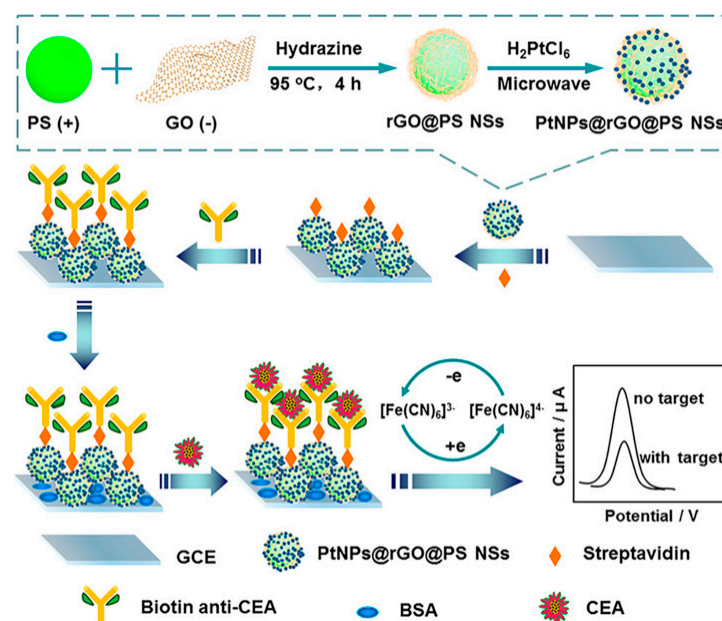 Hydrazine
H₂PtCl₆
95 °C, 4 h
Microwave
PS (+)
GO (-)
rGO@PS NSs
PtNPs@rGO@PS NSs
-e
[Fe(CN)₆]³⁻ [Fe(CN)₆]⁴⁻
+e
Current / µ A
no target
with target
Potential / V
GCE
PtNPs@rGO@PS NSs
Streptavidin
Biotin anti-CEA
BSA
CEA